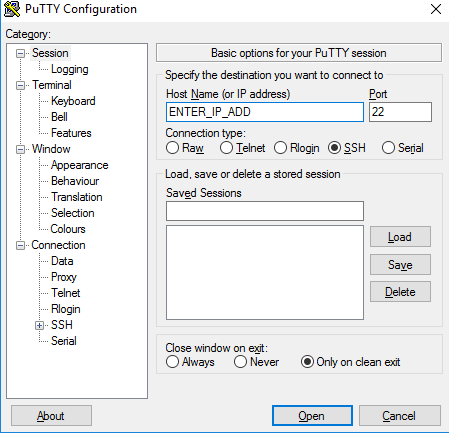 PuTTY Configuration
Category:
Session
Logging
Terminal
Keyboard
Bell
Features
Window
Appearance
Behaviour
Translation
Selection
Colours
Connection
Data
Proxy
Telnet
Rlogin
SSH
Serial
Basic options for your PuTTY session
Specify the destination you want to connect to
Host Name (or IP address) Port
ENTER_IP_ADD 22
Connection type:
Raw Telnet Rlogin SSH Serial
Load, save or delete a stored session
Saved Sessions
Load
Save
Delete
Close window on exit:
Always Never Only on clean exit
About Open Cancel